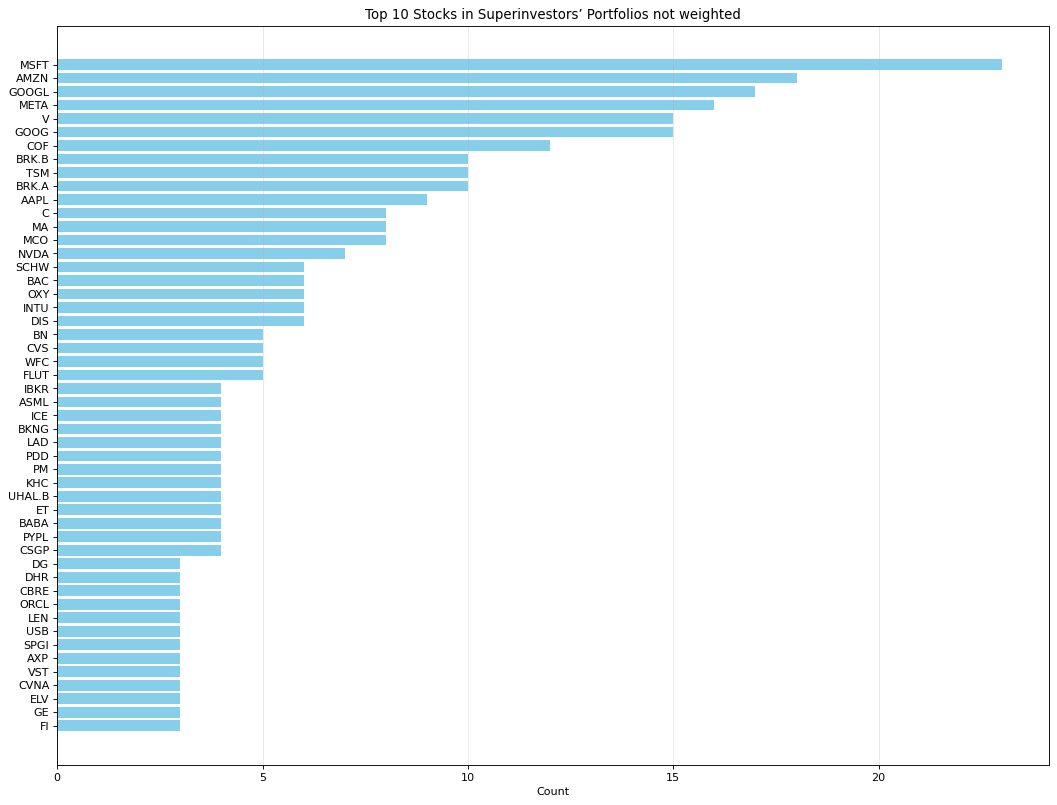 Top 10 Stocks in Superinvestors’ Portfolios not weighted
MSFT
AMZN
GOOGL
META
V
GOOG
COF
BRK.B
TSM
BRK.A
AAPL
C
MA
MCO
NVDA
SCHW
BAC
OXY
INTU
DIS
BN
CVS
WFC
FLUT
IBKR
ASML
ICE
BKNG
LAD
PDD
PM
KHC
UHAL.B
ET
BABA
PYPL
CSGP
DG
DHR
CBRE
ORCL
LEN
USB
SPGI
AXP
VST
CVNA
ELV
GE
FI
0 5 10 15 20
Count